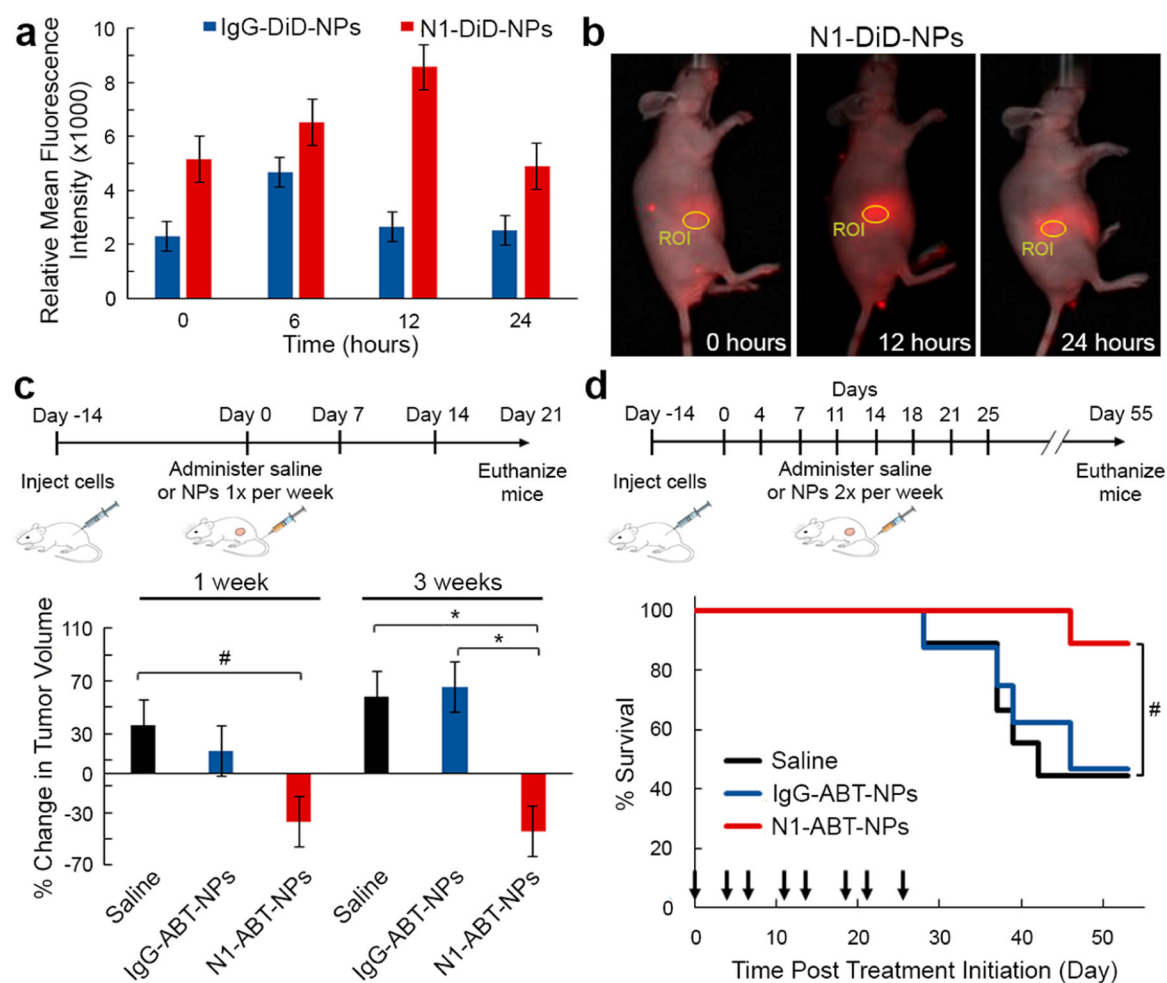 a
IgG-DiD-NPs
N1-DiD-NPs
Relative Mean Fluorescence
Intensity (x1000)
10
8
6
4
2
0
0
6
12
24
Time (hours)
b
N1-DiD-NPs
ROI
0 hours
ROI
12 hours
ROI
24 hours
c
Day -14
Day 0
Day 7
Day 14
Day 21
Inject cells
Administer saline
or NPs 1x per week
Euthanize
mice
1 week
3 weeks
% Change in Tumor Volume
110
70
30
0
-30
-70
#
*
*
Saline
IgG-ABT-NPs
N1-ABT-NPs
Saline
IgG-ABT-NPs
N1-ABT-NPs
d
Days
Day -14
0
4
7
11
14
18
21
25
Day 55
Inject cells
Administer saline
or NPs 2x per week
Euthanize
mice
% Survival
100
80
60
40
20
0
Saline
IgG-ABT-NPs
N1-ABT-NPs
#
0
10
20
30
40
50
Time Post Treatment Initiation (Day)